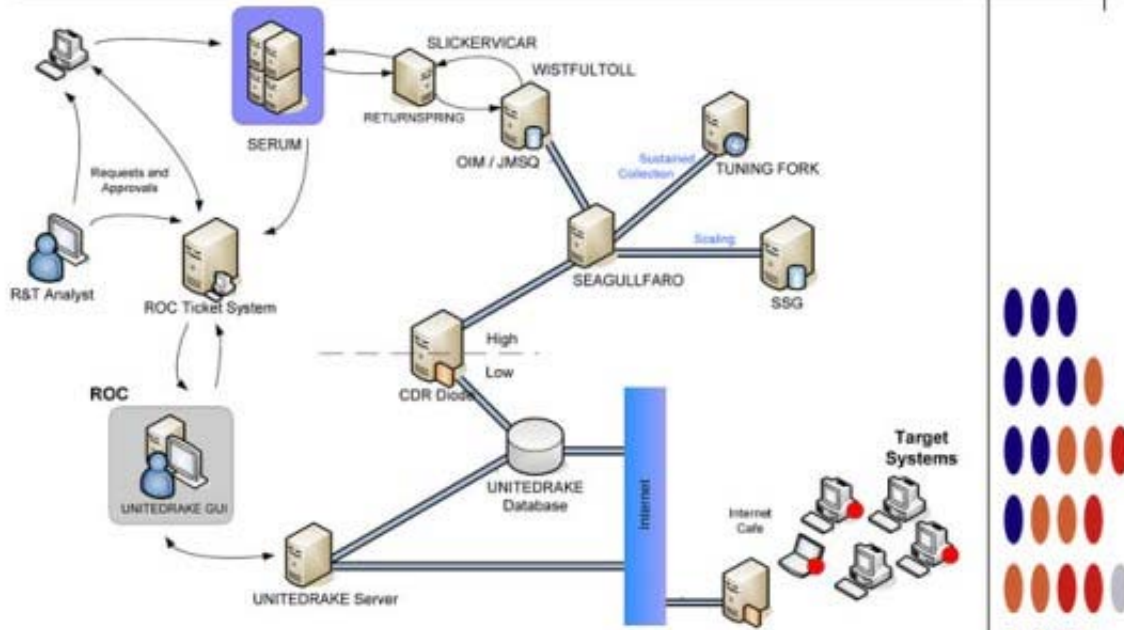 SLICKERVICAR
WISTFULTOLL
RETURNSPRING
SERUM
OIM / JMSQ
Sustained
Collection
TUNING FORK
Requests and
Approvals
Scaling
SEAGULLFARO
SSG
R&T Analyst
ROC Ticket System
High
Low
CDR Diode
ROC
UNITEDRAKE GUI
UNITEDRAKE
Database
Internet
Target
Systems
Internet
Cafe
UNITEDRAKE Server